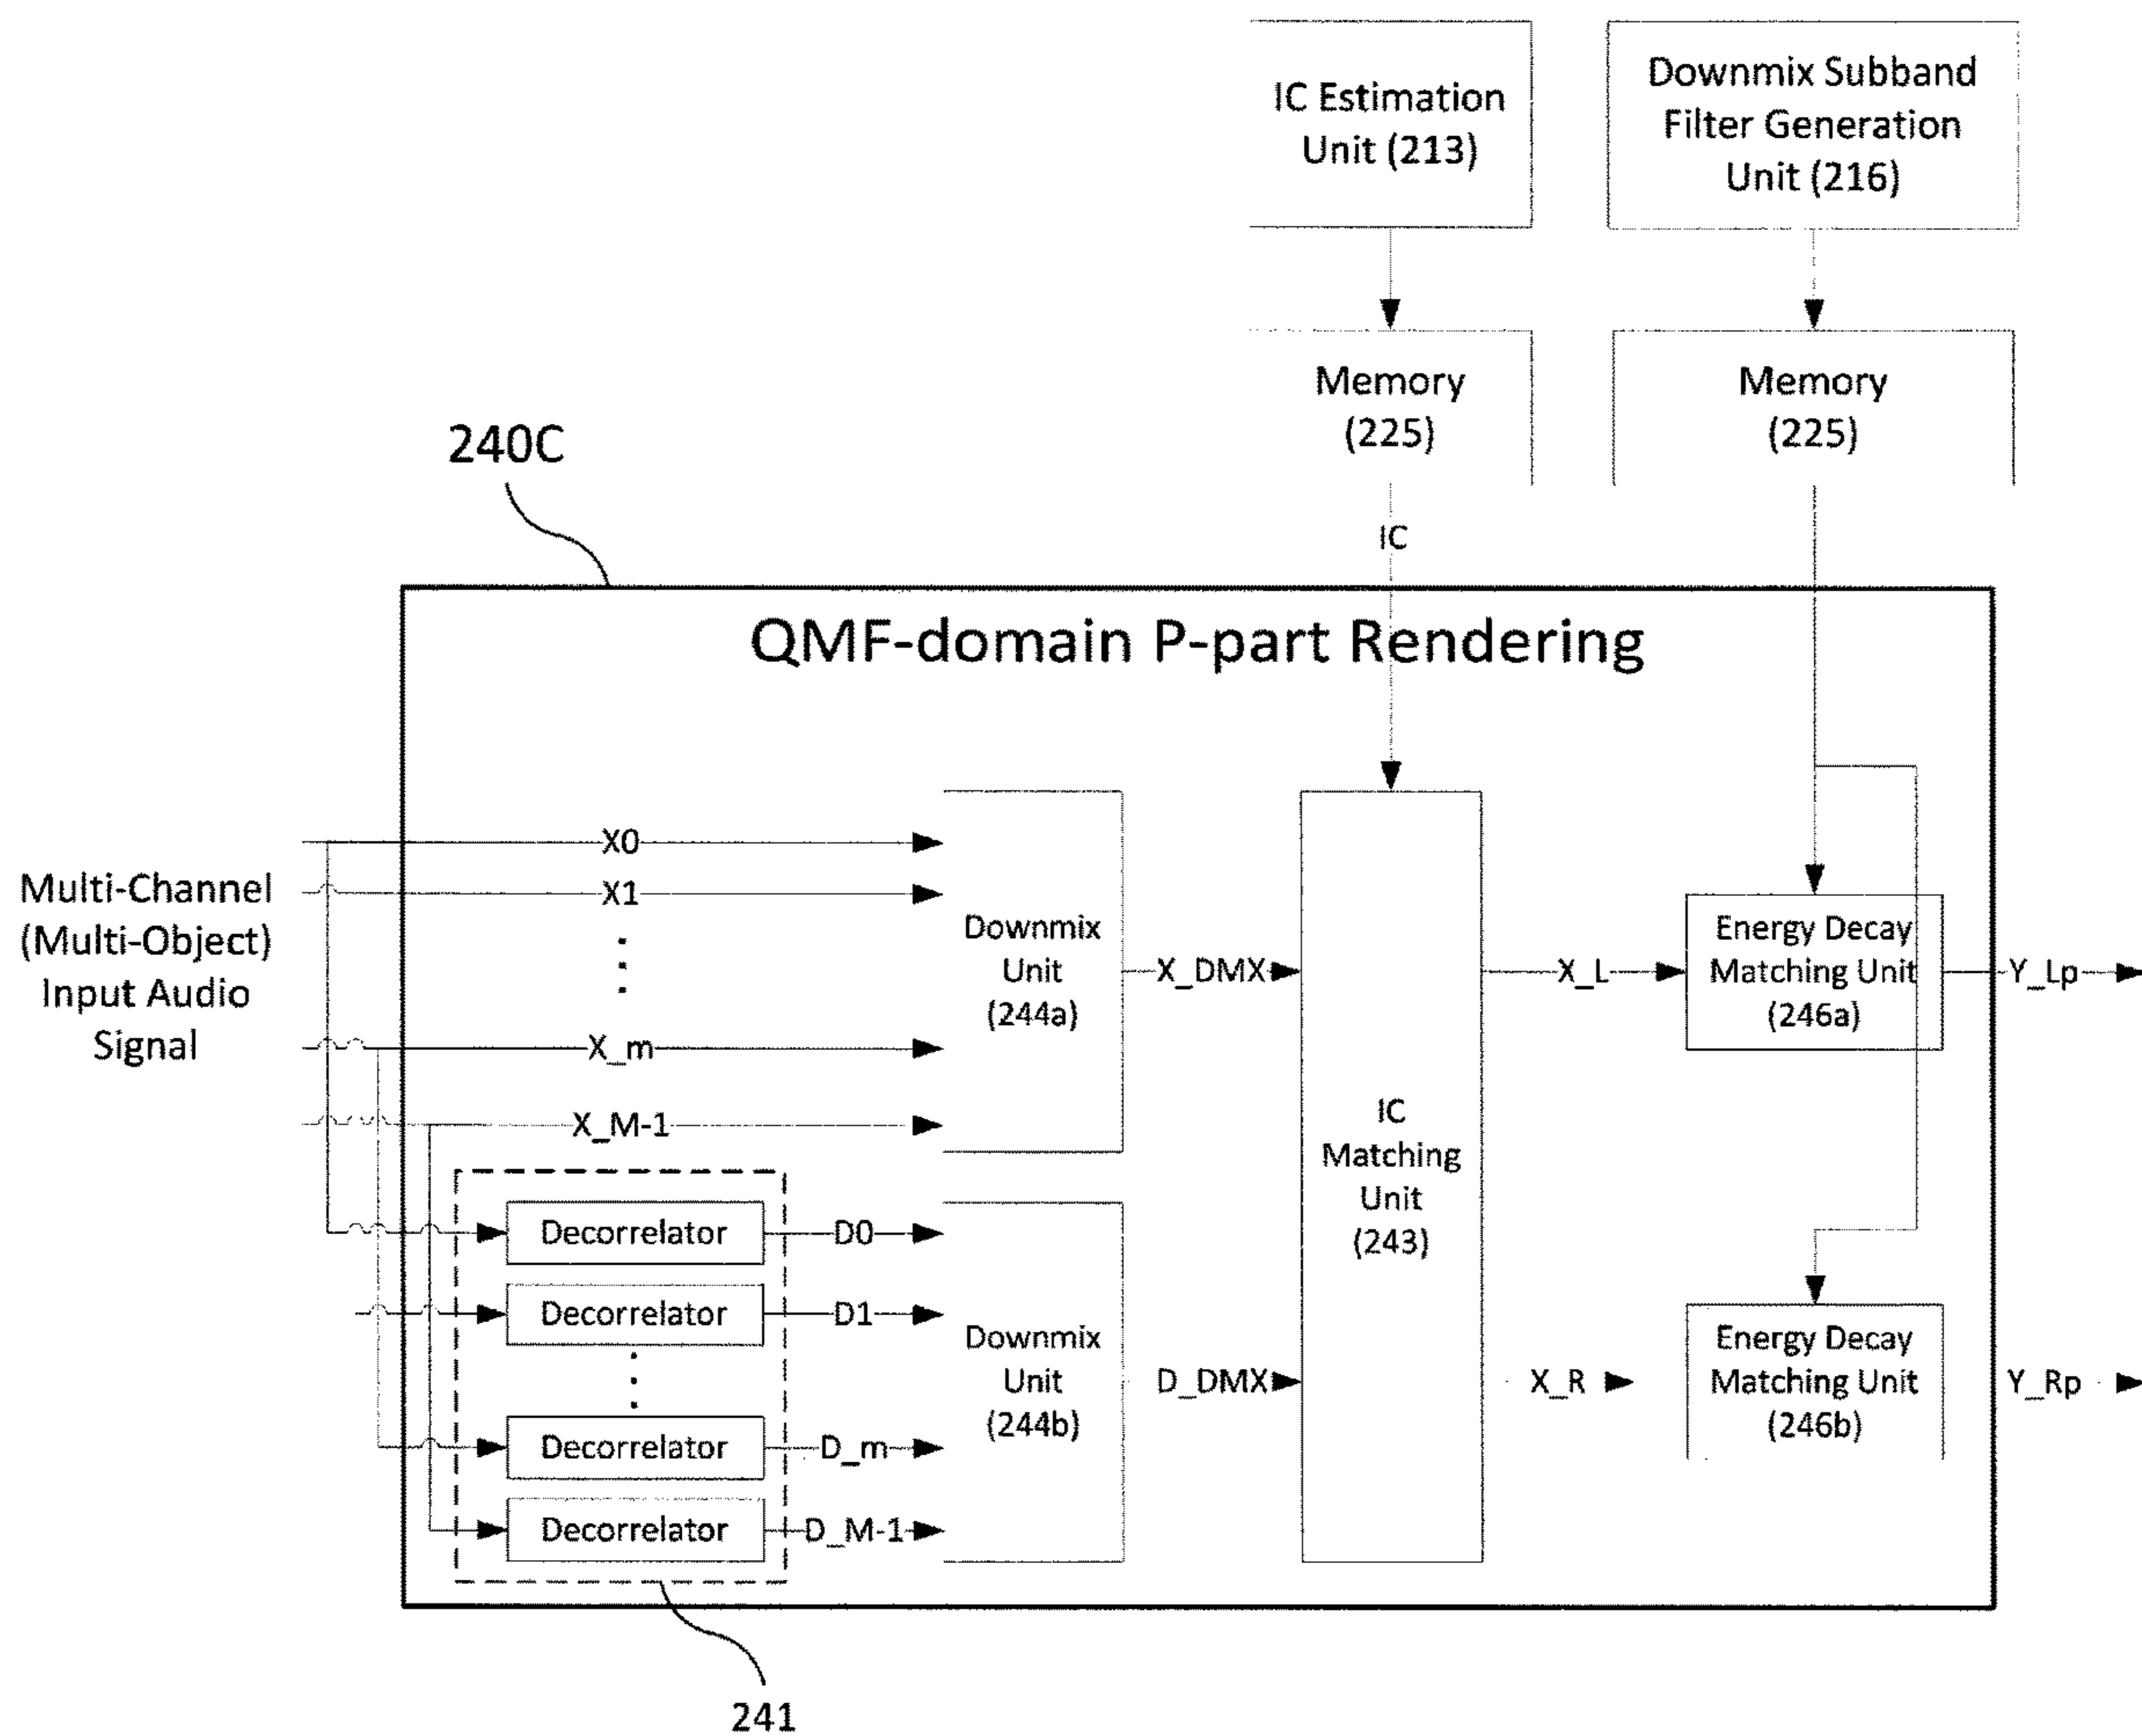 IC Estimation
Unit (213)
Downmix Subband
Filter Generation
Unit (216)
Memory
(225)
Memory
(225)
240C
IC
QMF-domain P-part Rendering
Multi-Channel
(Multi-Object)
Input Audio
Signal
X0
X1
X_m
X_M-1
Downmix
Unit
(244a)
X_DMX
IC
Matching
Unit
(243)
X_L
Energy Decay
Matching Unit
(246a)
Y_Lp
Decorrelator
D0
Decorrelator
D1
Decorrelator
D_m
Decorrelator
D_M-1
Downmix
Unit
(244b)
D_DMX
X_R
Energy Decay
Matching Unit
(246b)
Y_Rp
241